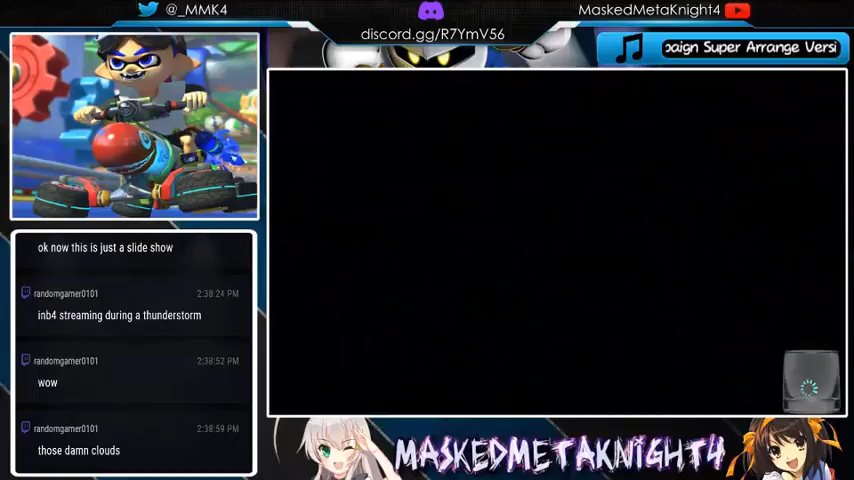 @_MMK4
discord.gg/R7YmV56
MaskedMetaKnight4
paign Super Arrange Versi
ok now this is just a slide show
randomgamer0101 2:38:24 PM
inb4 streaming during a thunderstorm
randomgamer0101 2:38:52 PM
wow
randomgamer0101 2:38:59 PM
those damn clouds
MASKEDMETAKNIGHT4